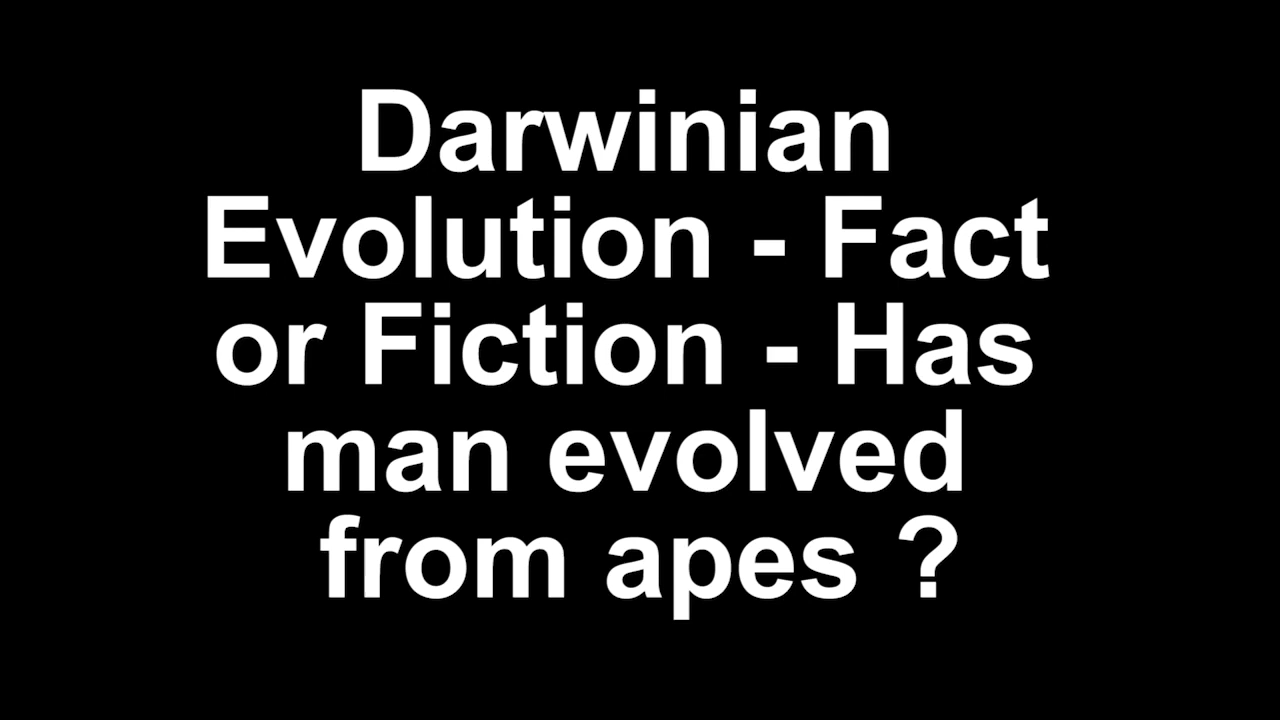 Darwinian
Evolution - Fact
or Fiction - Has
man evolved
from apes ?